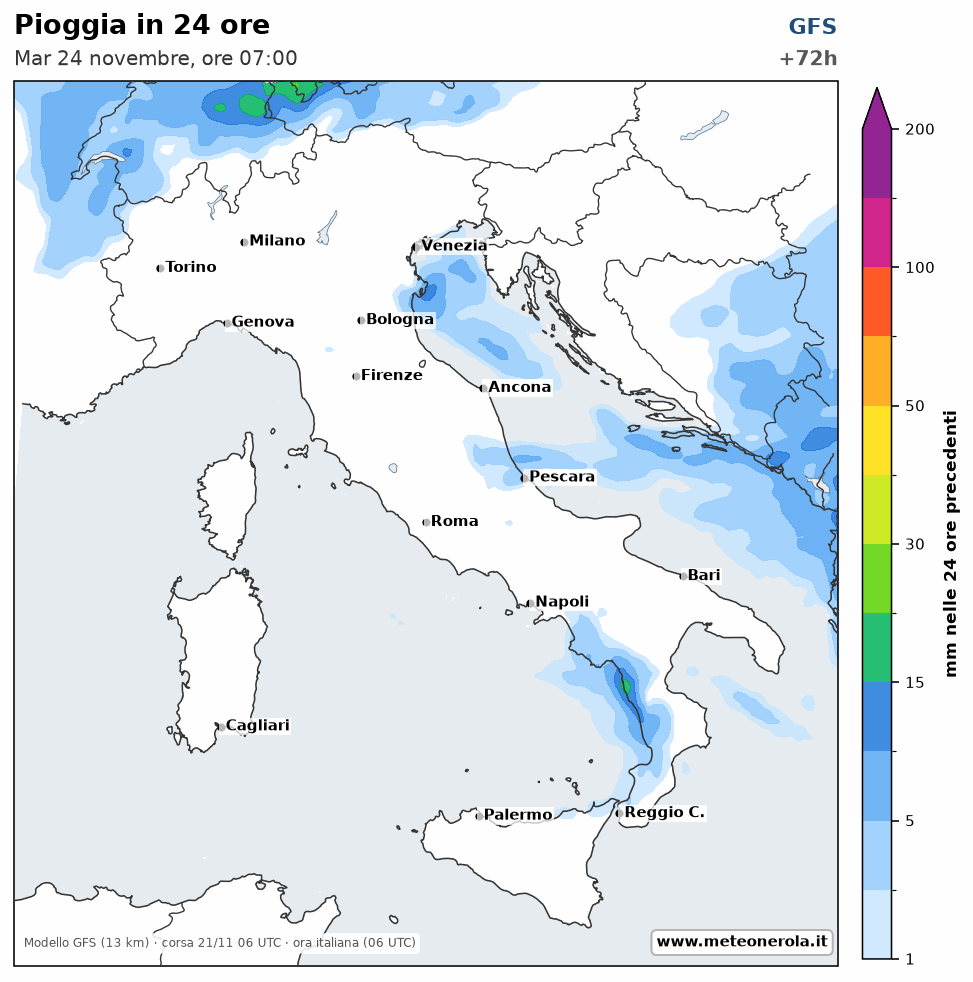 Pioggia in 24 ore
GFS
Mar 24 novembre, ore 07:00
+72h
Milano
Venezia
Torino
Genova
Bologna
Firenze
Ancona
Pescara
Roma
Bari
Napoli
Cagliari
Palermo
Reggio C.
200
100
50
30
15
5
1
mm nelle 24 ore precedenti
Modello GFS (13 km) · corsa 21/11 06 UTC · ora italiana (06 UTC)
www.meteonerola.it